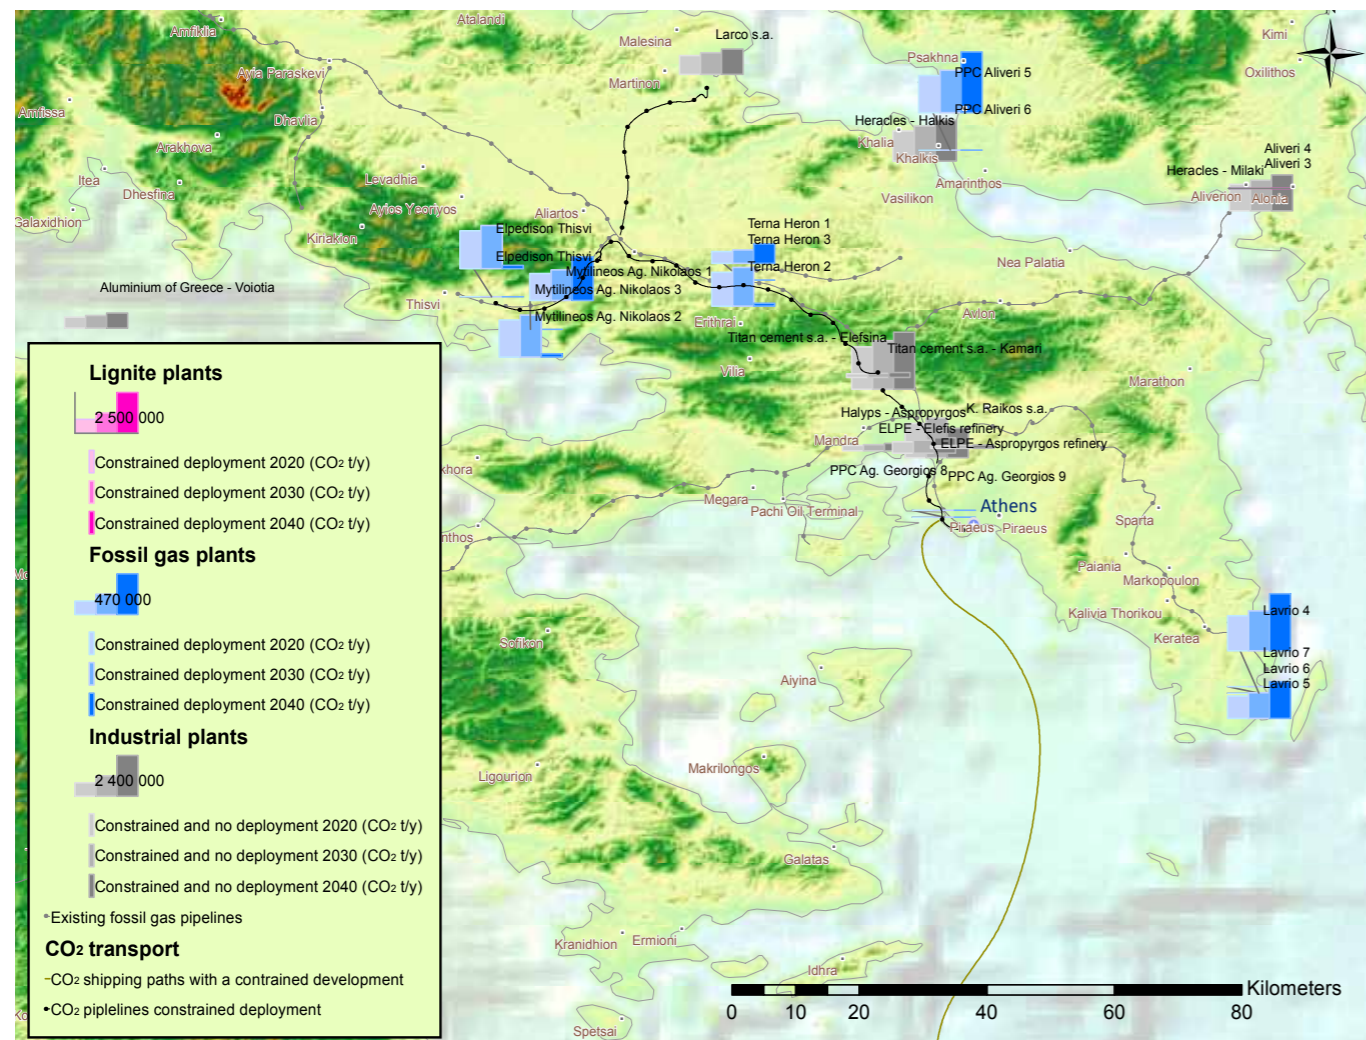 Atalandi
Amfiklia
Malesina
Larco s.a.
Kimi
Avia Paraskevi
Martinon
Psakhna
PPC Aliveri 5
Oxilithos
Amfissa
Dhavlia
PPC Aliveri 6
Heracles - Halkis
Arakhova
Khalia
Khalkis
Aliveri 4
Aliveri 3
Heracles - Milaki
Itea
Dhesfina
Levadhia
Amarinthos
Vasilikon
Aliverion
Alonia
Galaxidhion
Ayios Yeoriyos
Aliartos
Kiriakion
Elpedison Thisvi
Terna Heron 1
Terna Heron 3
Elpedison Thisvi 2
Terna Heron 2
Nea Palatia
Mytilineos Ag. Nikolaos 1
Aluminium of Greece - Voiotia
Mytilineos Ag. Nikolaos 3
Thisvi
Mytilineos Ag. Nikolaos 2
Erithrai
Avlon
Titan cement s.a. - Elefsina
Titan cement s.a. - Kamari
Vilia
Marathon
Halyps - Aspropyrgos
K. Raikos s.a.
ELPE - Elefis refinery
Mandra
ELPE - Aspropyrgos refinery
khora
PPC Ag. Georgios 8
PPC Ag. Georgios 9
Megara
Pachi Oil Terminal
Athens
Piraeus
Piraeus
Sparta
nthos
Paiania
Markopoulon
Kalivia Thorikou
Keratea
Lavrio 4
Lavrio 7
Lavrio 6
Lavrio 5
Sofikon
Aiyina
Makrilongos
Ligourion
Galatas
Kranidhion
Ermioni
Idhra
Spetsai
Lignite plants
2 500 000
Constrained deployment 2020 (CO2 t/y)
Constrained deployment 2030 (CO2 t/y)
Constrained deployment 2040 (CO2 t/y)
Fossil gas plants
470 000
Constrained deployment 2020 (CO2 t/y)
Constrained deployment 2030 (CO2 t/y)
Constrained deployment 2040 (CO2 t/y)
Industrial plants
2 400 000
Constrained and no deployment 2020 (CO2 t/y)
Constrained and no deployment 2030 (CO2 t/y)
Constrained and no deployment 2040 (CO2 t/y)
Existing fossil gas pipelines
CO2 transport
CO2 shipping paths with a contrained development
CO2 piplelines constrained deployment
Kilometers
0 10 20 40 60 80